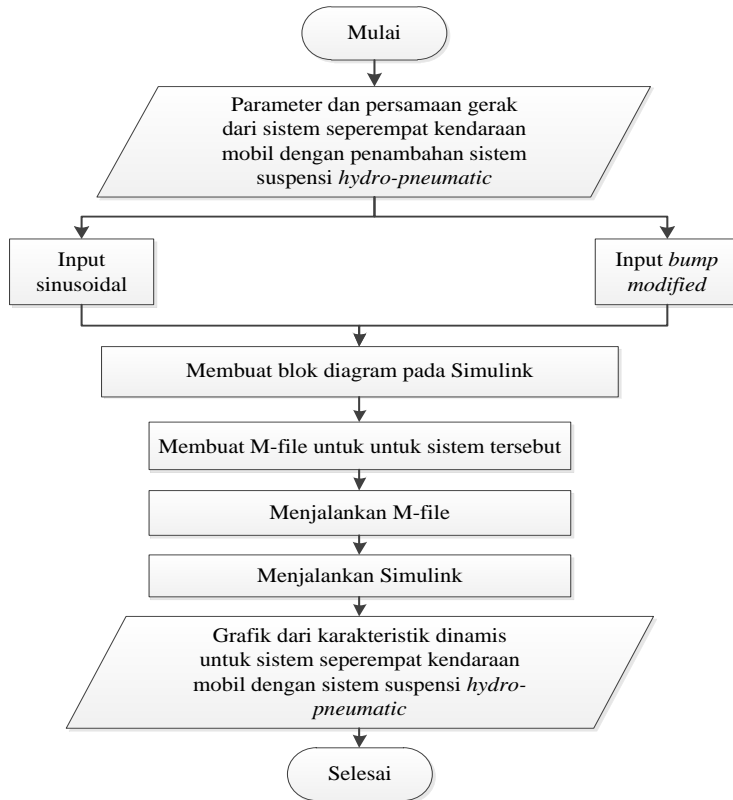 Mulai
Parameter dan persamaan gerak
dari sistem seperempat kendaraan
mobil dengan penambahan sistem
suspensi hydro-pneumatic
Input
sinusoidal
Input bump
modified
Membuat blok diagram pada Simulink
Membuat M-file untuk untuk sistem tersebut
Menjalankan M-file
Menjalankan Simulink
Grafik dari karakteristik dinamis
untuk sistem seperempat kendaraan
mobil dengan sistem suspensi hydro-
pneumatic
Selesai